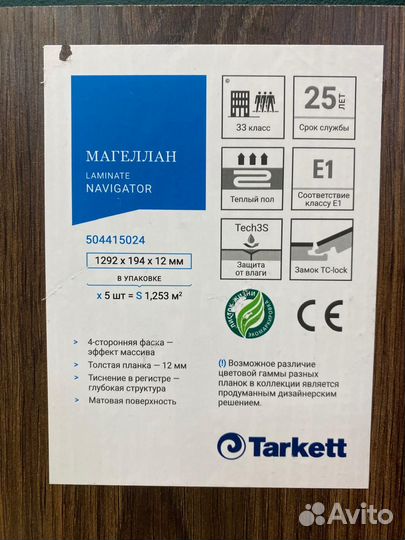 МАГЕЛЛАН
LAMINATE
NAVIGATOR
504415024
1292 x 194 x 12 мм
В УПАКОВКЕ
x 5 шт = S 1,253 м²
33 класс
25 ЛЕТ
Срок службы
Теплый пол
E1
Соответствие
классу E1
Tech3S
Защита
от влаги
Замок TC-lock
ЛИСТОК ЖИЗНИ
CE
> 4-сторонняя фаска —
эффект массива
> Толстая планка — 12 мм
> Тиснение в регистре —
глубокая структура
> Матовая поверхность
(!) Возможное различие
цветовой гаммы разных
планок в коллекции является
продуманным дизайнерским
решением.
Tarkett
Avito